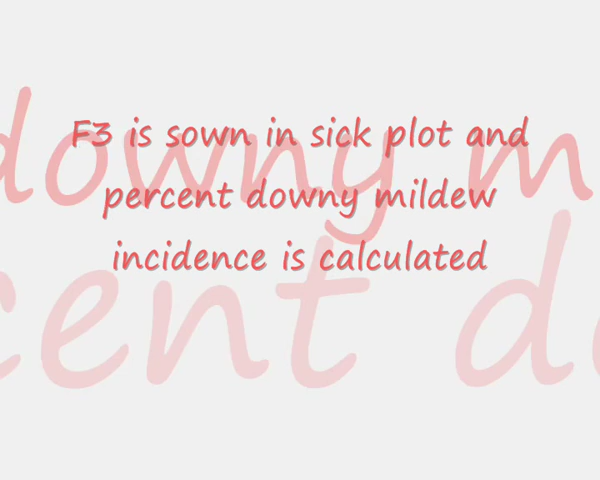 F3 is sown in sick plot and
percent downy mildew
incidence is calculated